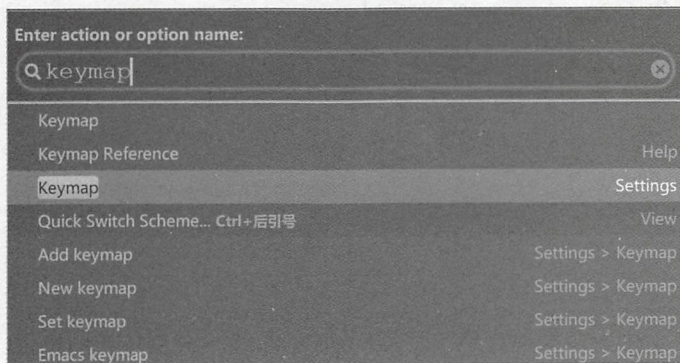 Enter action or option name:
keymap
Keymap
Keymap Reference Help
Keymap Settings
Quick Switch Scheme... Ctrl+后引号 View
Add keymap Settings > Keymap
New keymap Settings > Keymap
Set keymap Settings > Keymap
Emacs keymap Settings > Keymap